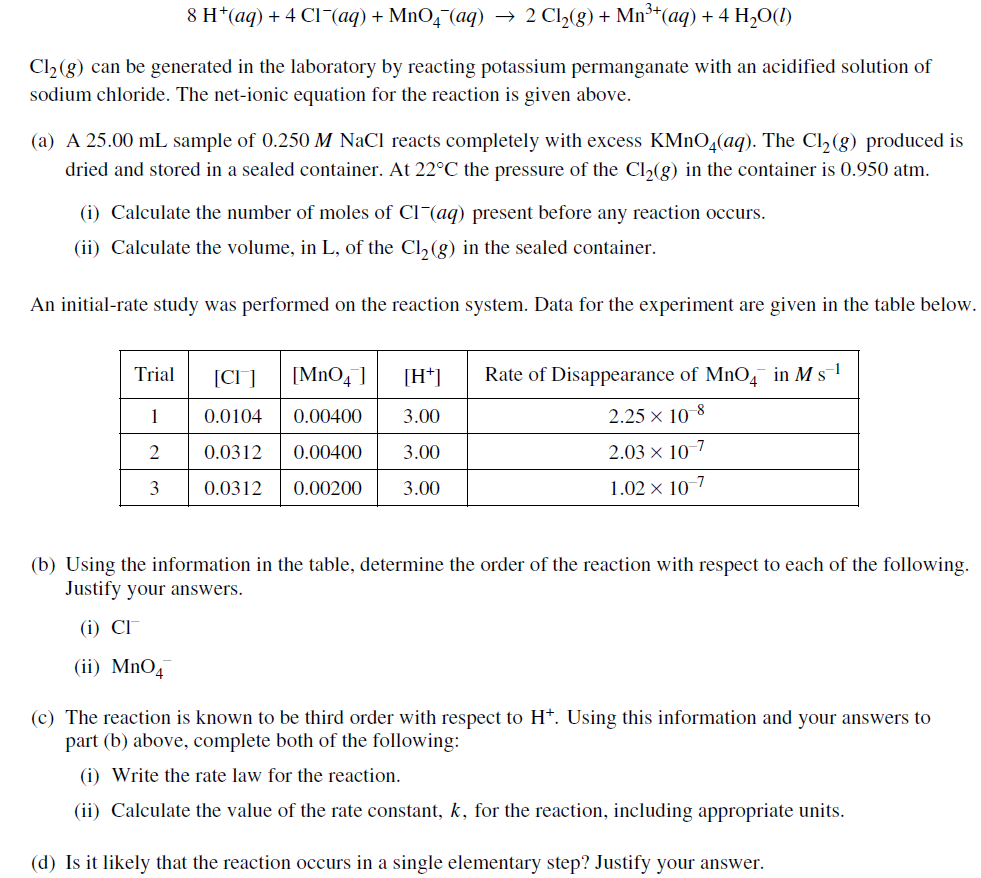 8 H⁺(aq) + 4 Cl⁻(aq) + MnO₄⁻(aq) → 2 Cl₂(g) + Mn³⁺(aq) + 4 H₂O(l)
Cl₂(g) can be generated in the laboratory by reacting potassium permanganate with an acidified solution of
sodium chloride. The net-ionic equation for the reaction is given above.
(a) A 25.00 mL sample of 0.250 M NaCl reacts completely with excess KMnO₄(aq). The Cl₂(g) produced is
dried and stored in a sealed container. At 22°C the pressure of the Cl₂(g) in the container is 0.950 atm.
(i) Calculate the number of moles of Cl⁻(aq) present before any reaction occurs.
(ii) Calculate the volume, in L, of the Cl₂(g) in the sealed container.
An initial-rate study was performed on the reaction system. Data for the experiment are given in the table below.
Trial [Cl⁻] [MnO₄⁻] [H⁺] Rate of Disappearance of MnO₄⁻ in M s⁻¹
1 0.0104 0.00400 3.00 2.25 × 10⁻⁸
2 0.0312 0.00400 3.00 2.03 × 10⁻⁷
3 0.0312 0.00200 3.00 1.02 × 10⁻⁷
(b) Using the information in the table, determine the order of the reaction with respect to each of the following.
Justify your answers.
(i) Cl⁻
(ii) MnO₄⁻
(c) The reaction is known to be third order with respect to H⁺. Using this information and your answers to
part (b) above, complete both of the following:
(i) Write the rate law for the reaction.
(ii) Calculate the value of the rate constant, k, for the reaction, including appropriate units.
(d) Is it likely that the reaction occurs in a single elementary step? Justify your answer.